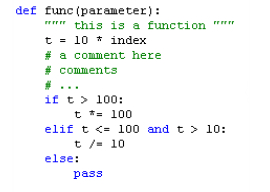 def func(parameter):
    """ this is a function """
    t = 10 * index
    # a comment here
    # comments
    # ...
    if t > 100:
        t *= 100
    elif t <= 100 and t > 10:
        t /= 10
    else:
        pass